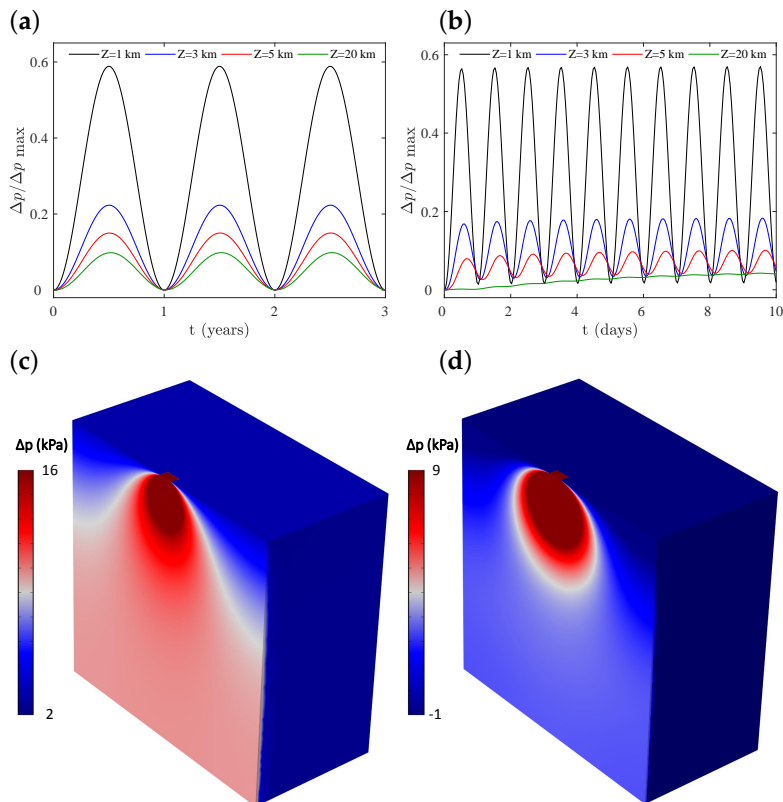 (a)
(b)
Z=1 km Z=3 km Z=5 km Z=20 km
Z=1 km Z=3 km Z=5 km Z=20 km
Δp/Δp max
0.6
0.4
0.2
0
0 1 2 3
t (years)
Δp/Δp max
0.6
0.4
0.2
0
0 2 4 6 8 10
t (days)
(c)
(d)
Δp (kPa)
16
2
Δp (kPa)
9
-1